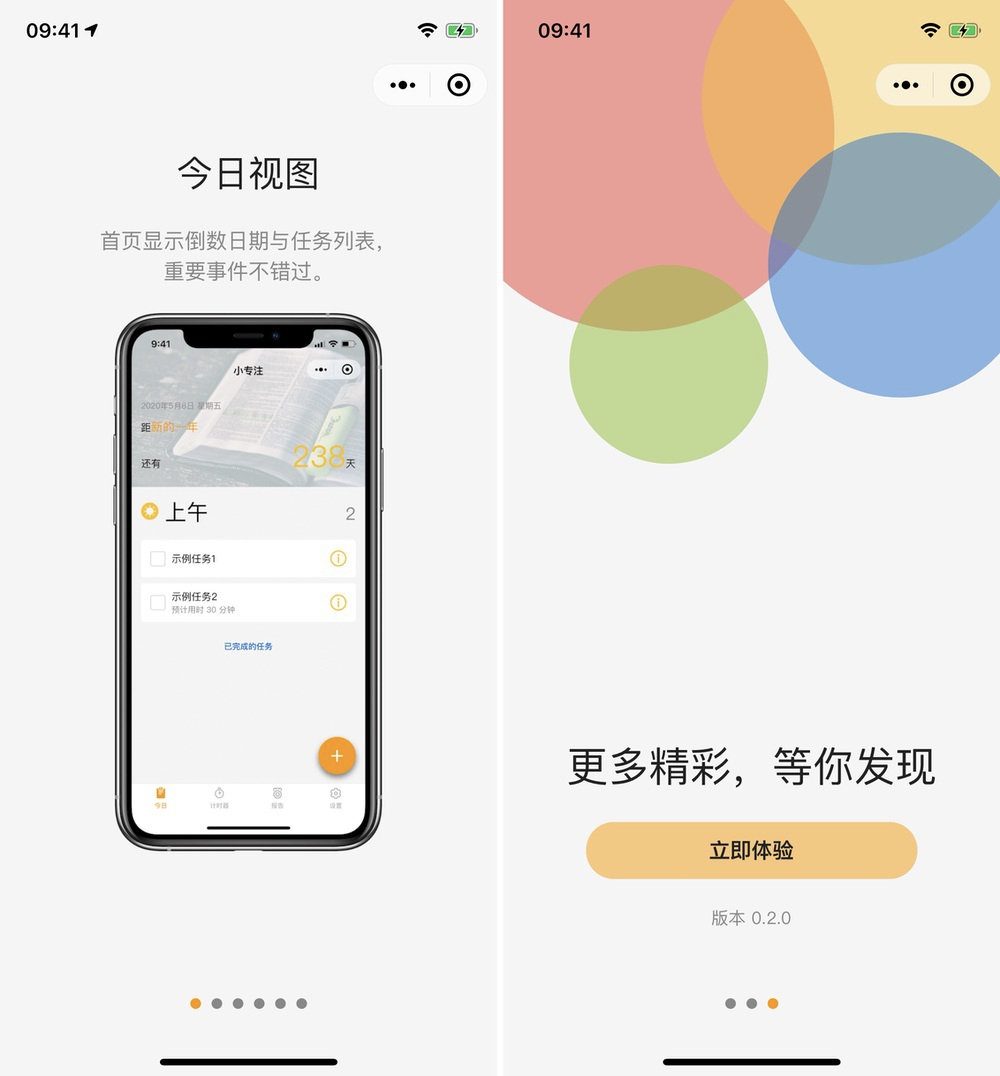 09:41
今日视图
首页显示倒数日期与任务列表，
重要事件不错过。
9:41
小专注
2020年5月8日 星期五
距新的一年
还有
238天
上午
2
示例任务1
示例任务2
预计用时 30 分钟
已完成的任务
今日
计时器
报告
设置
09:41
更多精彩，等你发现
立即体验
版本 0.2.0